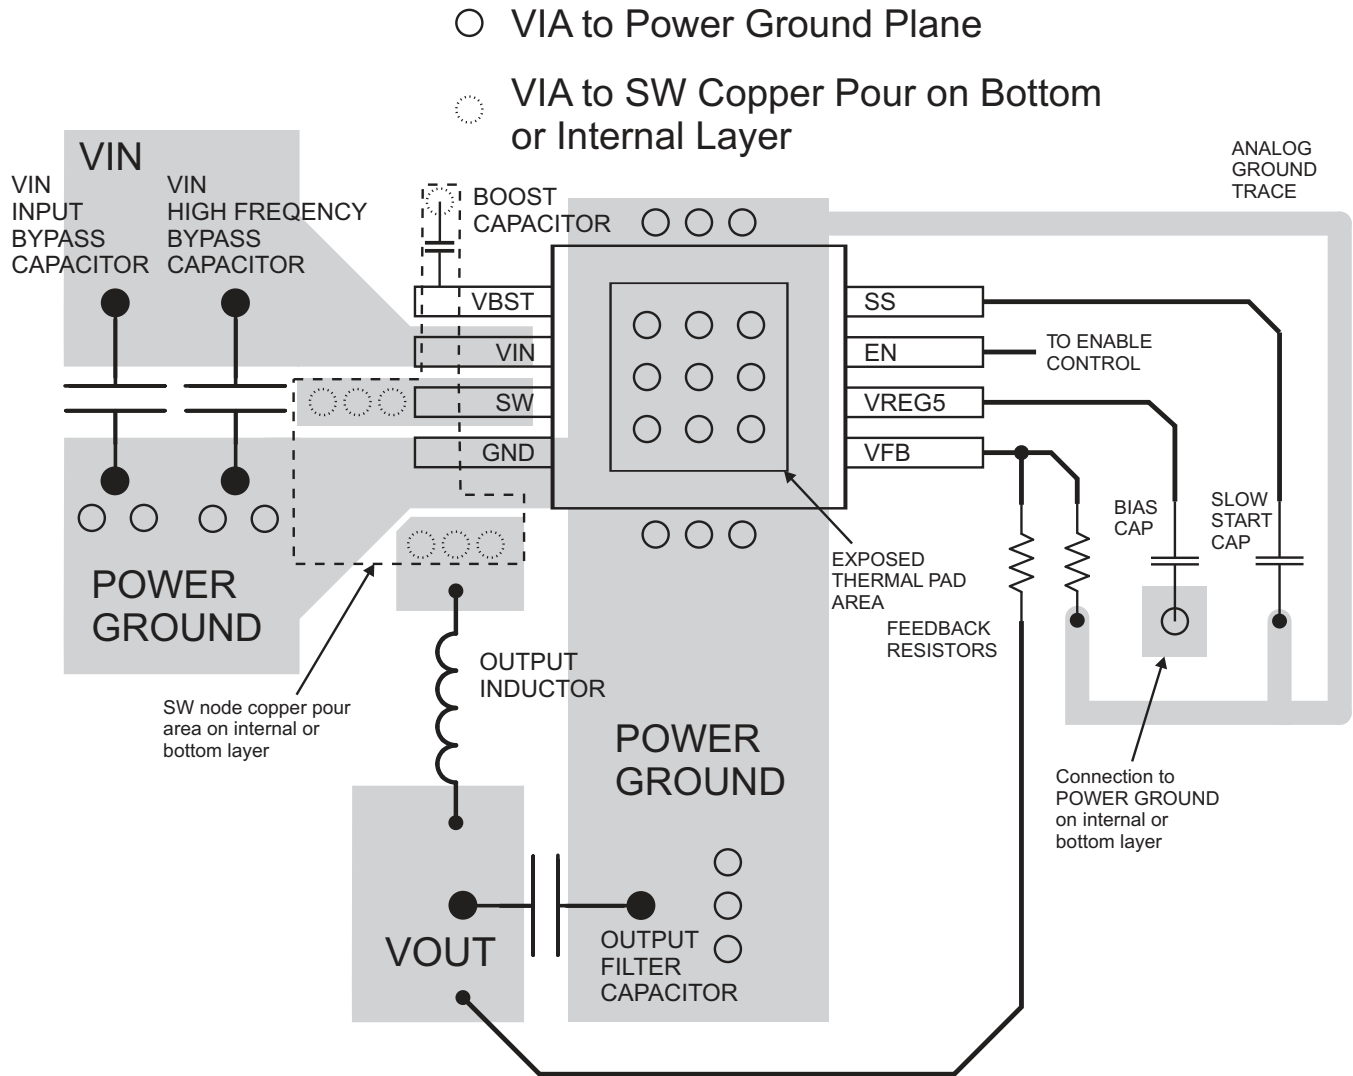 VIA to Power Ground Plane
VIA to SW Copper Pour on Bottom
or Internal Layer
ANALOG
GROUND
TRACE
VIN
VIN
INPUT
BYPASS
CAPACITOR
VIN
HIGH FREQENCY
BYPASS
CAPACITOR
BOOST
CAPACITOR
VBST
VIN
SW
GND
SS
EN
VREG5
VFB
TO ENABLE
CONTROL
BIAS
CAP
SLOW
START
CAP
EXPOSED
THERMAL PAD
AREA
FEEDBACK
RESISTORS
POWER
GROUND
OUTPUT
INDUCTOR
SW node copper pour
area on internal or
bottom layer
POWER
GROUND
Connection to
POWER GROUND
on internal or
bottom layer
VOUT
OUTPUT
FILTER
CAPACITOR